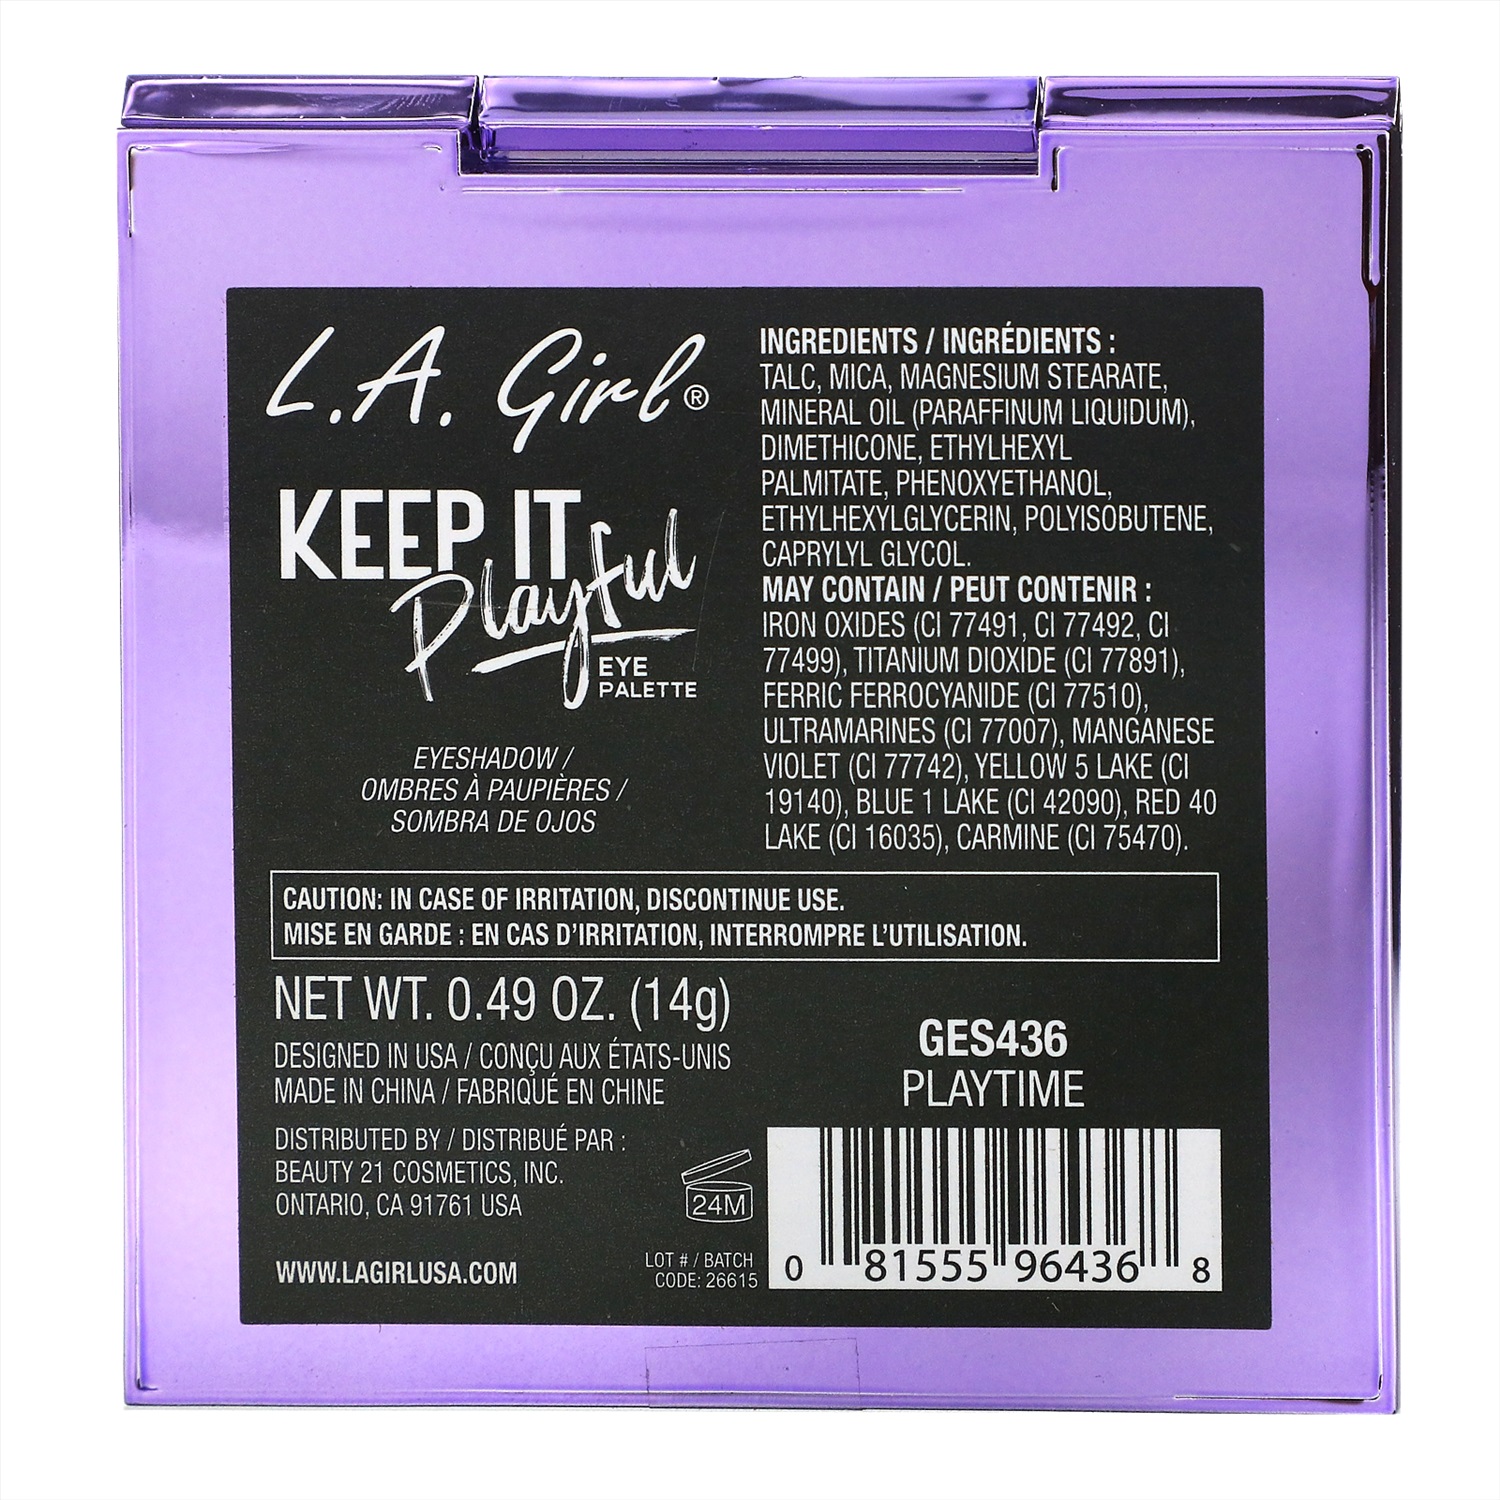 L.A. Girl®
KEEP IT
Playful
EYE
PALETTE
EYESHADOW /
OMBRES À PAUPIÈRES /
SOMBRA DE OJOS
INGREDIENTS / INGRÉDIENTS :
TALC, MICA, MAGNESIUM STEARATE,
MINERAL OIL (PARAFFINUM LIQUIDUM),
DIMETHICONE, ETHYLHEXYL
PALMITATE, PHENOXYETHANOL,
ETHYLHEXYLGLYCERIN, POLYISOBUTENE,
CAPRYLYL GLYCOL.
MAY CONTAIN / PEUT CONTENIR :
IRON OXIDES (CI 77491, CI 77492, CI
77499), TITANIUM DIOXIDE (CI 77891),
FERRIC FERROCYANIDE (CI 77510),
ULTRAMARINES (CI 77007), MANGANESE
VIOLET (CI 77742), YELLOW 5 LAKE (CI
19140), BLUE 1 LAKE (CI 42090), RED 40
LAKE (CI 16035), CARMINE (CI 75470).
CAUTION: IN CASE OF IRRITATION, DISCONTINUE USE.
MISE EN GARDE : EN CAS D'IRRITATION, INTERROMPRE L'UTILISATION.
NET WT. 0.49 OZ. (14g)
DESIGNED IN USA / CONÇU AUX ÉTATS-UNIS
MADE IN CHINA / FABRIQUÉ EN CHINE
DISTRIBUTED BY / DISTRIBUÉ PAR :
BEAUTY 21 COSMETICS, INC.
ONTARIO, CA 91761 USA
WWW.LAGIRLUSA.COM
24M
LOT # / BATCH
CODE: 26615
GES436
PLAYTIME
0 81555 96436 8